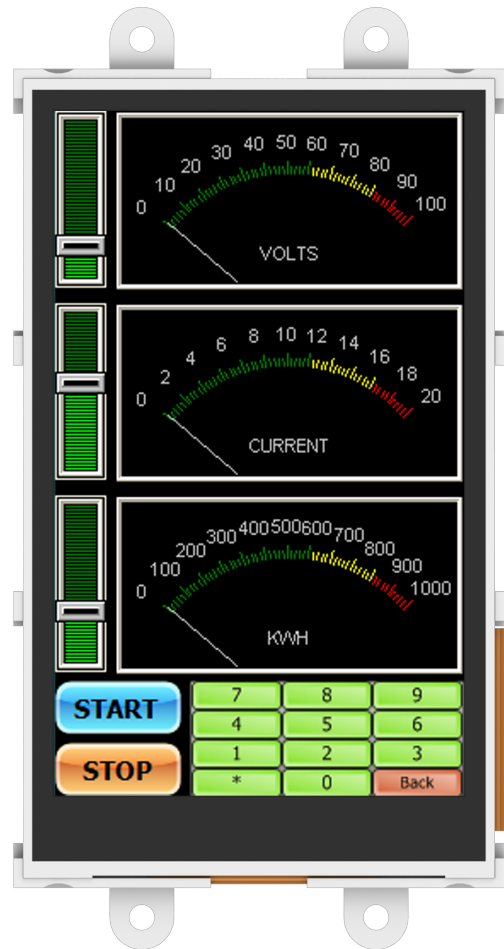 0 10 20 30 40 50 60 70 80 90 100
VOLTS
0 2 4 6 8 10 12 14 16 18 20
CURRENT
0 100 200 300 400 500 600 700 800 900 1000
KWH
START
STOP
7 8 9
4 5 6
1 2 3
* 0 Back